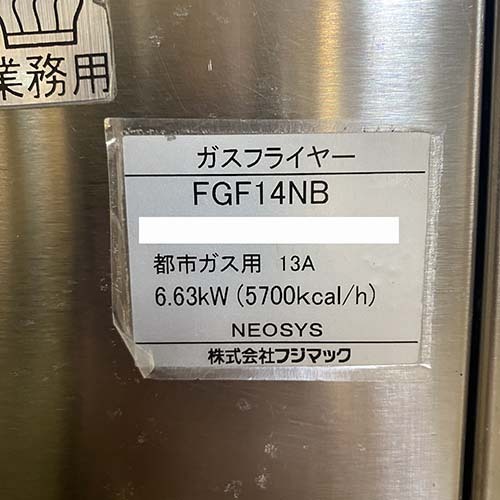 業務用
ガスフライヤー
FGF14NB
都市ガス用 13A
6.63kW(5700kcal/h)
NEOSYS
株式会社フジマック